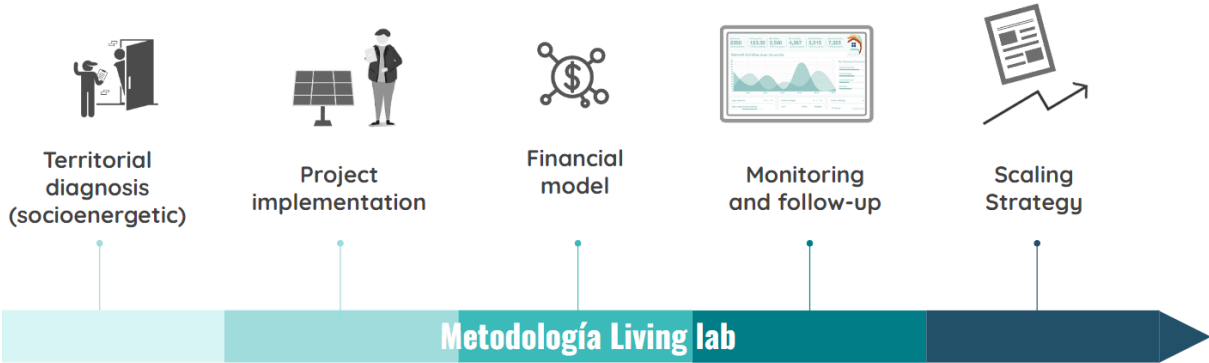 Territorial
diagnosis
(socioenergetic)
Project
implementation
Financial
model
$
Monitoring
and follow-up
Scaling
Strategy
Metodología Living lab